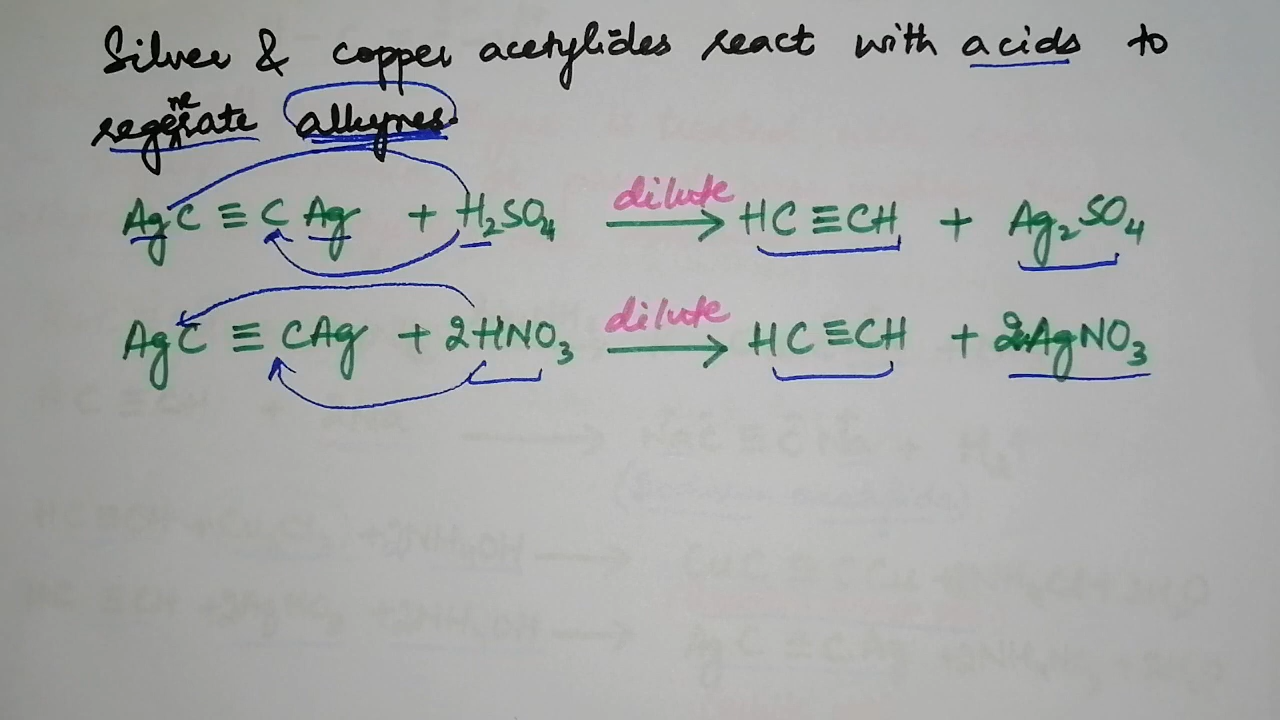 Silver & copper acetylides react with acids to
regenerate alkynes.
AgC ≡ CAg + H₂SO₄ dilute → HC ≡ CH + Ag₂SO₄
AgC ≡ CAg + 2HNO₃ dilute → HC ≡ CH + 2AgNO₃